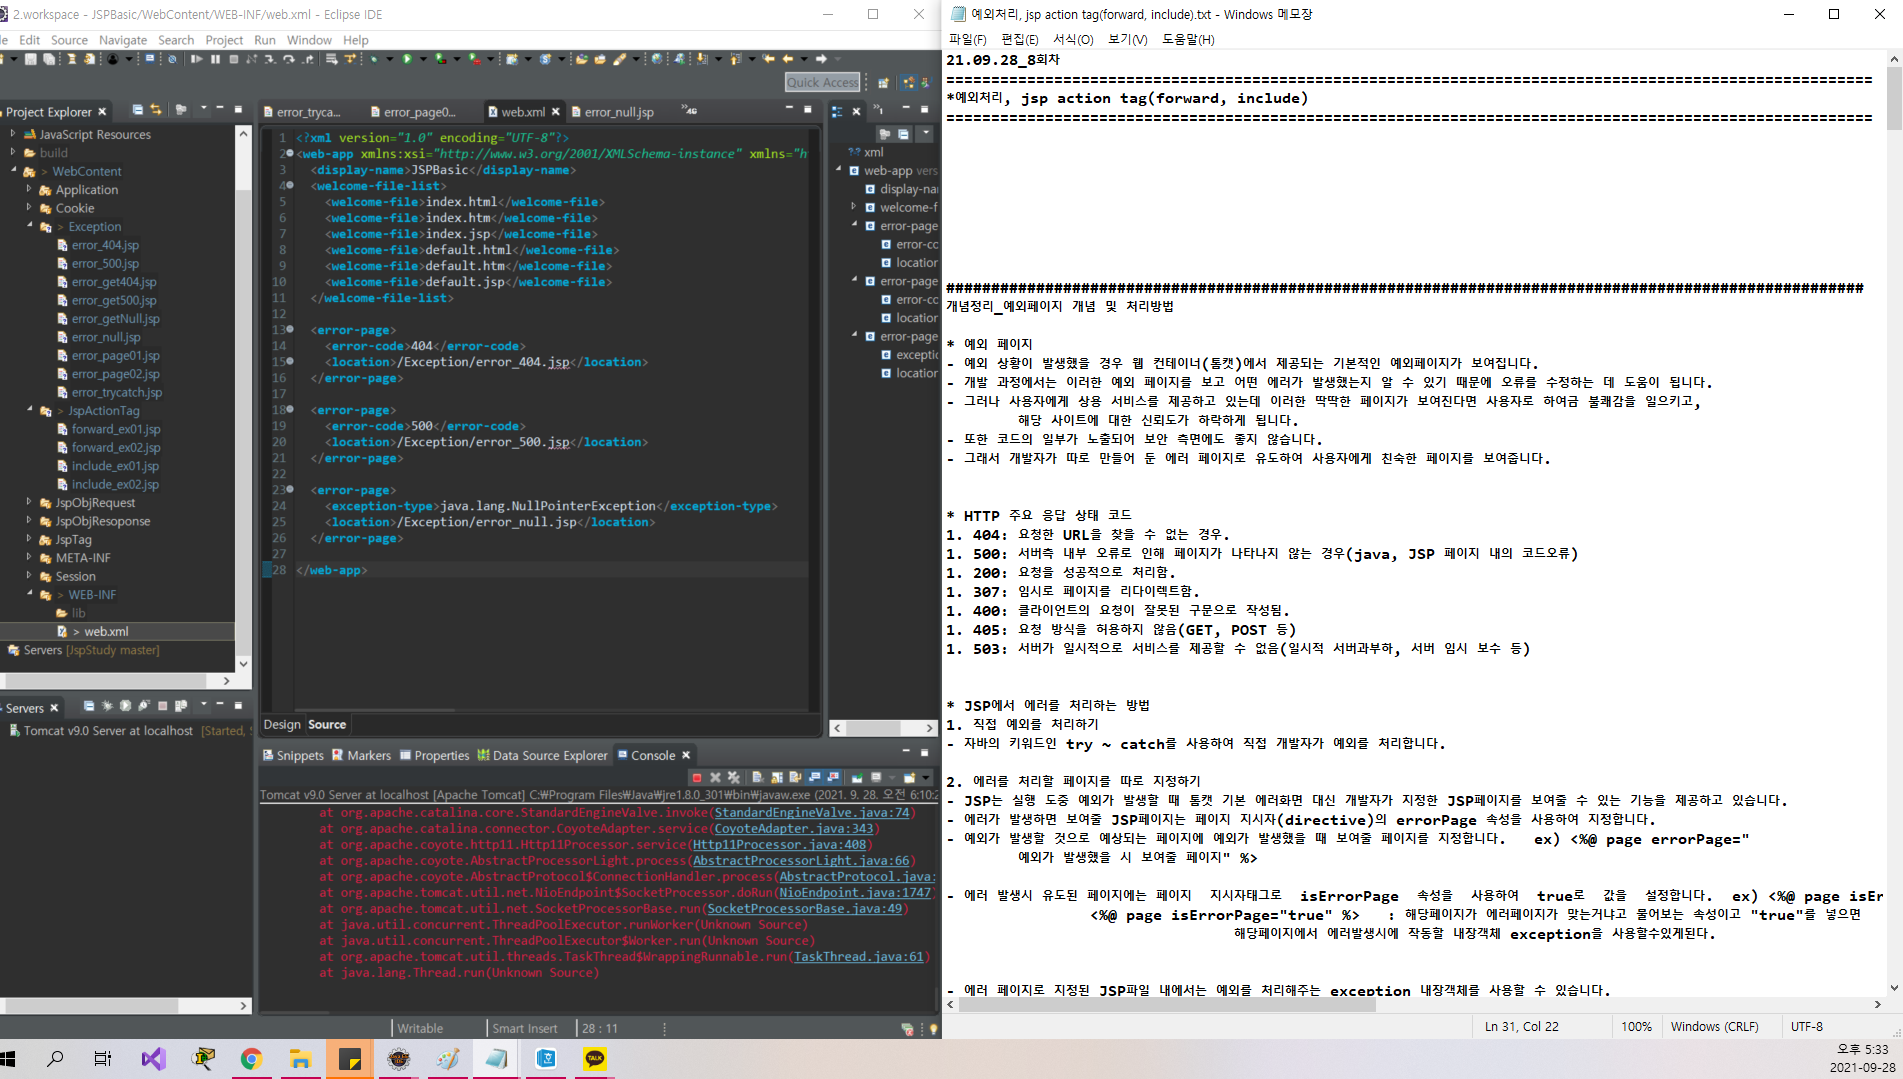 2.workspace - JSPBasic/WebContent/WEB-INF/web.xml - Eclipse IDE
le Edit Source Navigate Search Project Run Window Help
Quick Access
Project Explorer
JavaScript Resources
build
> WebContent
Application
Cookie
> Exception
error_404.jsp
error_500.jsp
error_get404.jsp
error_get500.jsp
error_getNull.jsp
error_null.jsp
error_page01.jsp
error_page02.jsp
error_trycatch.jsp
> JspActionTag
forward_ex01.jsp
forward_ex02.jsp
include_ex01.jsp
include_ex02.jsp
JspObjRequest
JspObjResoponse
JspTag
META-INF
Session
> WEB-INF
lib
> web.xml
Servers [JspStudy master]
Servers
Tomcat v9.0 Server at localhost [Started, S
error_tryca...
error_page0...
web.xml
error_null.jsp
1 <?xml version="1.0" encoding="UTF-8"?>
2 <web-app xmlns:xsi="http://www.w3.org/2001/XMLSchema-instance" xmlns="h
3 <display-name>JSPBasic</display-name>
4 <welcome-file-list>
5 <welcome-file>index.html</welcome-file>
6 <welcome-file>index.htm</welcome-file>
7 <welcome-file>index.jsp</welcome-file>
8 <welcome-file>default.html</welcome-file>
9 <welcome-file>default.htm</welcome-file>
10 <welcome-file>default.jsp</welcome-file>
11 </welcome-file-list>
12
13 <error-page>
14 <error-code>404</error-code>
15 <location>/Exception/error_404.jsp</location>
16 </error-page>
17
18 <error-page>
19 <error-code>500</error-code>
20 <location>/Exception/error_500.jsp</location>
21 </error-page>
22
23 <error-page>
24 <exception-type>java.lang.NullPointerException</exception-type>
25 <location>/Exception/error_null.jsp</location>
26 </error-page>
27
28 </web-app>
Design Source
?? xml
web-app vers
display-nar
welcome-f
error-page
error-co
location
error-page
error-co
location
error-page
exceptic
location
Snippets Markers Properties Data Source Explorer Console
Tomcat v9.0 Server at localhost [Apache Tomcat] C:￦Program Files￦Java￦jre1.8.0_301￦bin￦javaw.exe (2021. 9. 28. 오전 6:10:2
at org.apache.catalina.core.StandardEngineValve.invoke(StandardEngineValve.java:74)
at org.apache.catalina.connector.CoyoteAdapter.service(CoyoteAdapter.java:343)
at org.apache.coyote.http11.Http11Processor.service(Http11Processor.java:408)
at org.apache.coyote.AbstractProcessorLight.process(AbstractProcessorLight.java:66)
at org.apache.coyote.AbstractProtocol$ConnectionHandler.process(AbstractProtocol.java:
at org.apache.tomcat.util.net.NioEndpoint$SocketProcessor.doRun(NioEndpoint.java:1747)
at org.apache.tomcat.util.net.SocketProcessorBase.run(SocketProcessorBase.java:49)
at java.util.concurrent.ThreadPoolExecutor.runWorker(Unknown Source)
at java.util.concurrent.ThreadPoolExecutor$Worker.run(Unknown Source)
at org.apache.tomcat.util.threads.TaskThread$WrappingRunnable.run(TaskThread.java:61)
at java.lang.Thread.run(Unknown Source)
Writable Smart Insert 28 : 11
예외처리, jsp action tag(forward, include).txt - Windows 메모장
파일(F) 편집(E) 서식(O) 보기(V) 도움말(H)
21.09.28_8회차
=======================================================================================================
*예외처리, jsp action tag(forward, include)
=======================================================================================================
######################################################################################################
개념정리_예외페이지 개념 및 처리방법
* 예외 페이지
- 예외 상황이 발생했을 경우 웹 컨테이너(톰캣)에서 제공되는 기본적인 예외페이지가 보여집니다.
- 개발 과정에서는 이러한 예외 페이지를 보고 어떤 에러가 발생했는지 알 수 있기 때문에 오류를 수정하는 데 도움이 됩니다.
- 그러나 사용자에게 상용 서비스를 제공하고 있는데 이러한 딱딱한 페이지가 보여진다면 사용자로 하여금 불쾌감을 일으키고,
해당 사이트에 대한 신뢰도가 하락하게 됩니다.
- 또한 코드의 일부가 노출되어 보안 측면에도 좋지 않습니다.
- 그래서 개발자가 따로 만들어 둔 에러 페이지로 유도하여 사용자에게 친숙한 페이지를 보여줍니다.
* HTTP 주요 응답 상태 코드
1. 404: 요청한 URL을 찾을 수 없는 경우.
1. 500: 서버측 내부 오류로 인해 페이지가 나타나지 않는 경우(java, JSP 페이지 내의 코드오류)
1. 200: 요청을 성공적으로 처리함.
1. 307: 임시로 페이지를 리다이렉트함.
1. 400: 클라이언트의 요청이 잘못된 구문으로 작성됨.
1. 405: 요청 방식을 허용하지 않음(GET, POST 등)
1. 503: 서버가 일시적으로 서비스를 제공할 수 없음(일시적 서버과부하, 서버 임시 보수 등)
* JSP에서 에러를 처리하는 방법
1. 직접 예외를 처리하기
- 자바의 키워드인 try ~ catch를 사용하여 직접 개발자가 예외를 처리합니다.
2. 에러를 처리할 페이지를 따로 지정하기
- JSP는 실행 도중 예외가 발생할 때 톰캣 기본 에러화면 대신 개발자가 지정한 JSP페이지를 보여줄 수 있는 기능을 제공하고 있습니다.
- 에러가 발생하면 보여줄 JSP페이지는 페이지 지시자(directive)의 errorPage 속성을 사용하여 지정합니다.
- 예외가 발생할 것으로 예상되는 페이지에 예외가 발생했을 때 보여줄 페이지를 지정합니다. ex) <%@ page errorPage="
예외가 발생했을 시 보여줄 페이지" %>
- 에러 발생시 유도된 페이지에는 페이지 지시자태그로 isErrorPage 속성을 사용하여 true로 값을 설정합니다. ex) <%@ page isErr
<%@ page isErrorPage="true" %> : 해당페이지가 에러페이지가 맞는거냐고 물어보는 속성이고 "true"를 넣으면
해당페이지에서 에러발생시에 작동할 내장객체 exception을 사용할수있게된다.
- 에러 페이지로 지정된 JSP파일 내에서는 예외를 처리해주는 exception 내장객체를 사용할 수 있습니다.
Ln 31, Col 22 100% Windows (CRLF) UTF-8
TALK
오후 5:33
2021-09-28